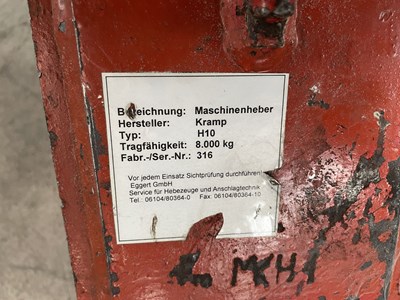 Bezeichnung: Maschinenheber
Hersteller: Kramp
Typ: H10
Tragfähigkeit: 8.000 kg
Fabr.-/Ser.-Nr.: 316
Vor jedem Einsatz Sichtprüfung durchführen
Eggert GmbH
Service für Hebezeuge und Anschlagtechnik
Tel.: 06104/80364-0 Fax: 06104/80364-10